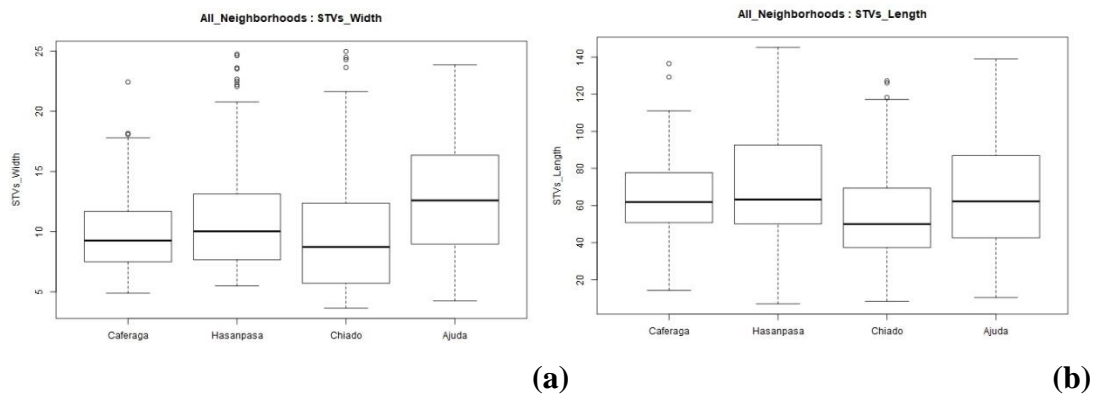 All_Neighborhoods : STVs_Width
STVs_Width
25
20
15
10
5
Caferaga Hasanpasa Chiado Ajuda
(a)
All_Neighborhoods : STVs_Length
STVs_Length
140
120
100
80
60
40
20
Caferaga Hasanpasa Chiado Ajuda
(b)